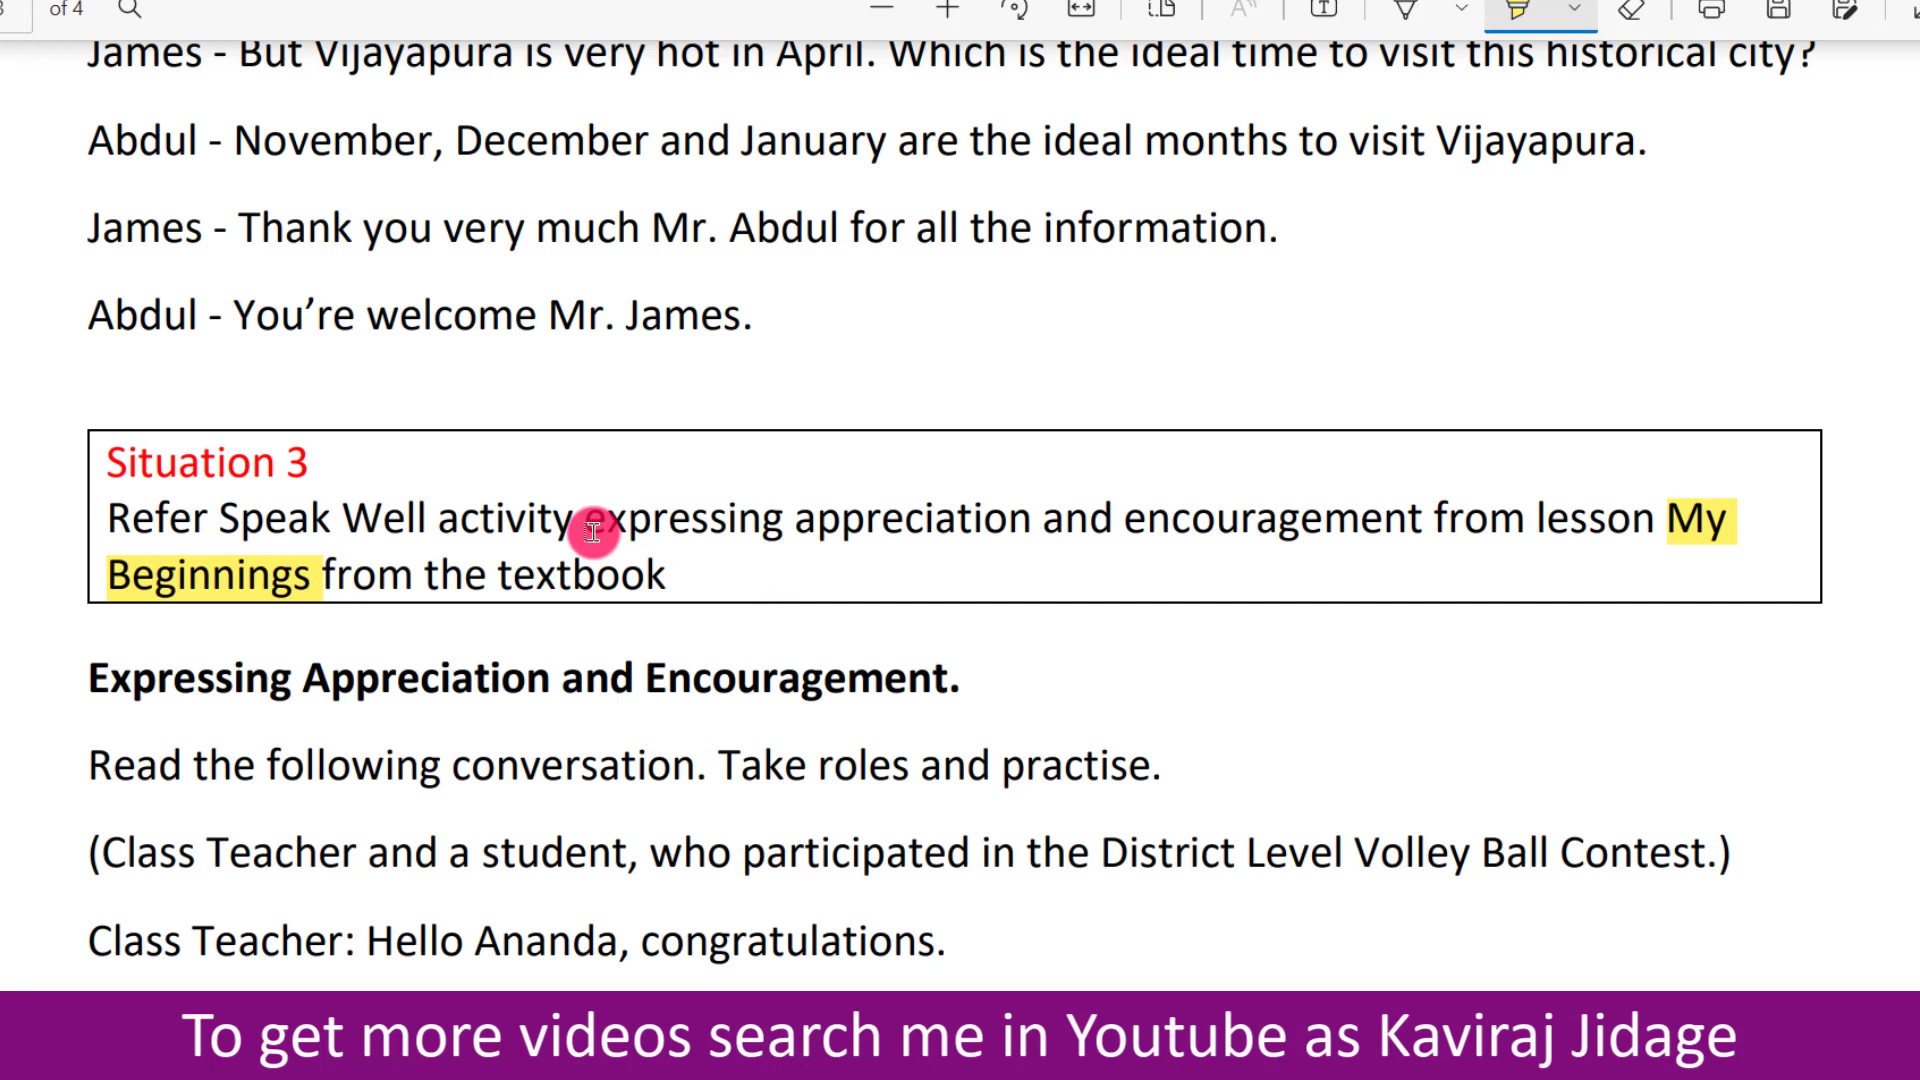 of 4
James - But Vijayapura is very hot in April. Which is the ideal time to visit this historical city?
Abdul - November, December and January are the ideal months to visit Vijayapura.
James - Thank you very much Mr. Abdul for all the information.
Abdul - You’re welcome Mr. James.
Situation 3
Refer Speak Well activity expressing appreciation and encouragement from lesson My
Beginnings from the textbook
Expressing Appreciation and Encouragement.
Read the following conversation. Take roles and practise.
(Class Teacher and a student, who participated in the District Level Volley Ball Contest.)
Class Teacher: Hello Ananda, congratulations.
To get more videos search me in Youtube as Kaviraj Jidage